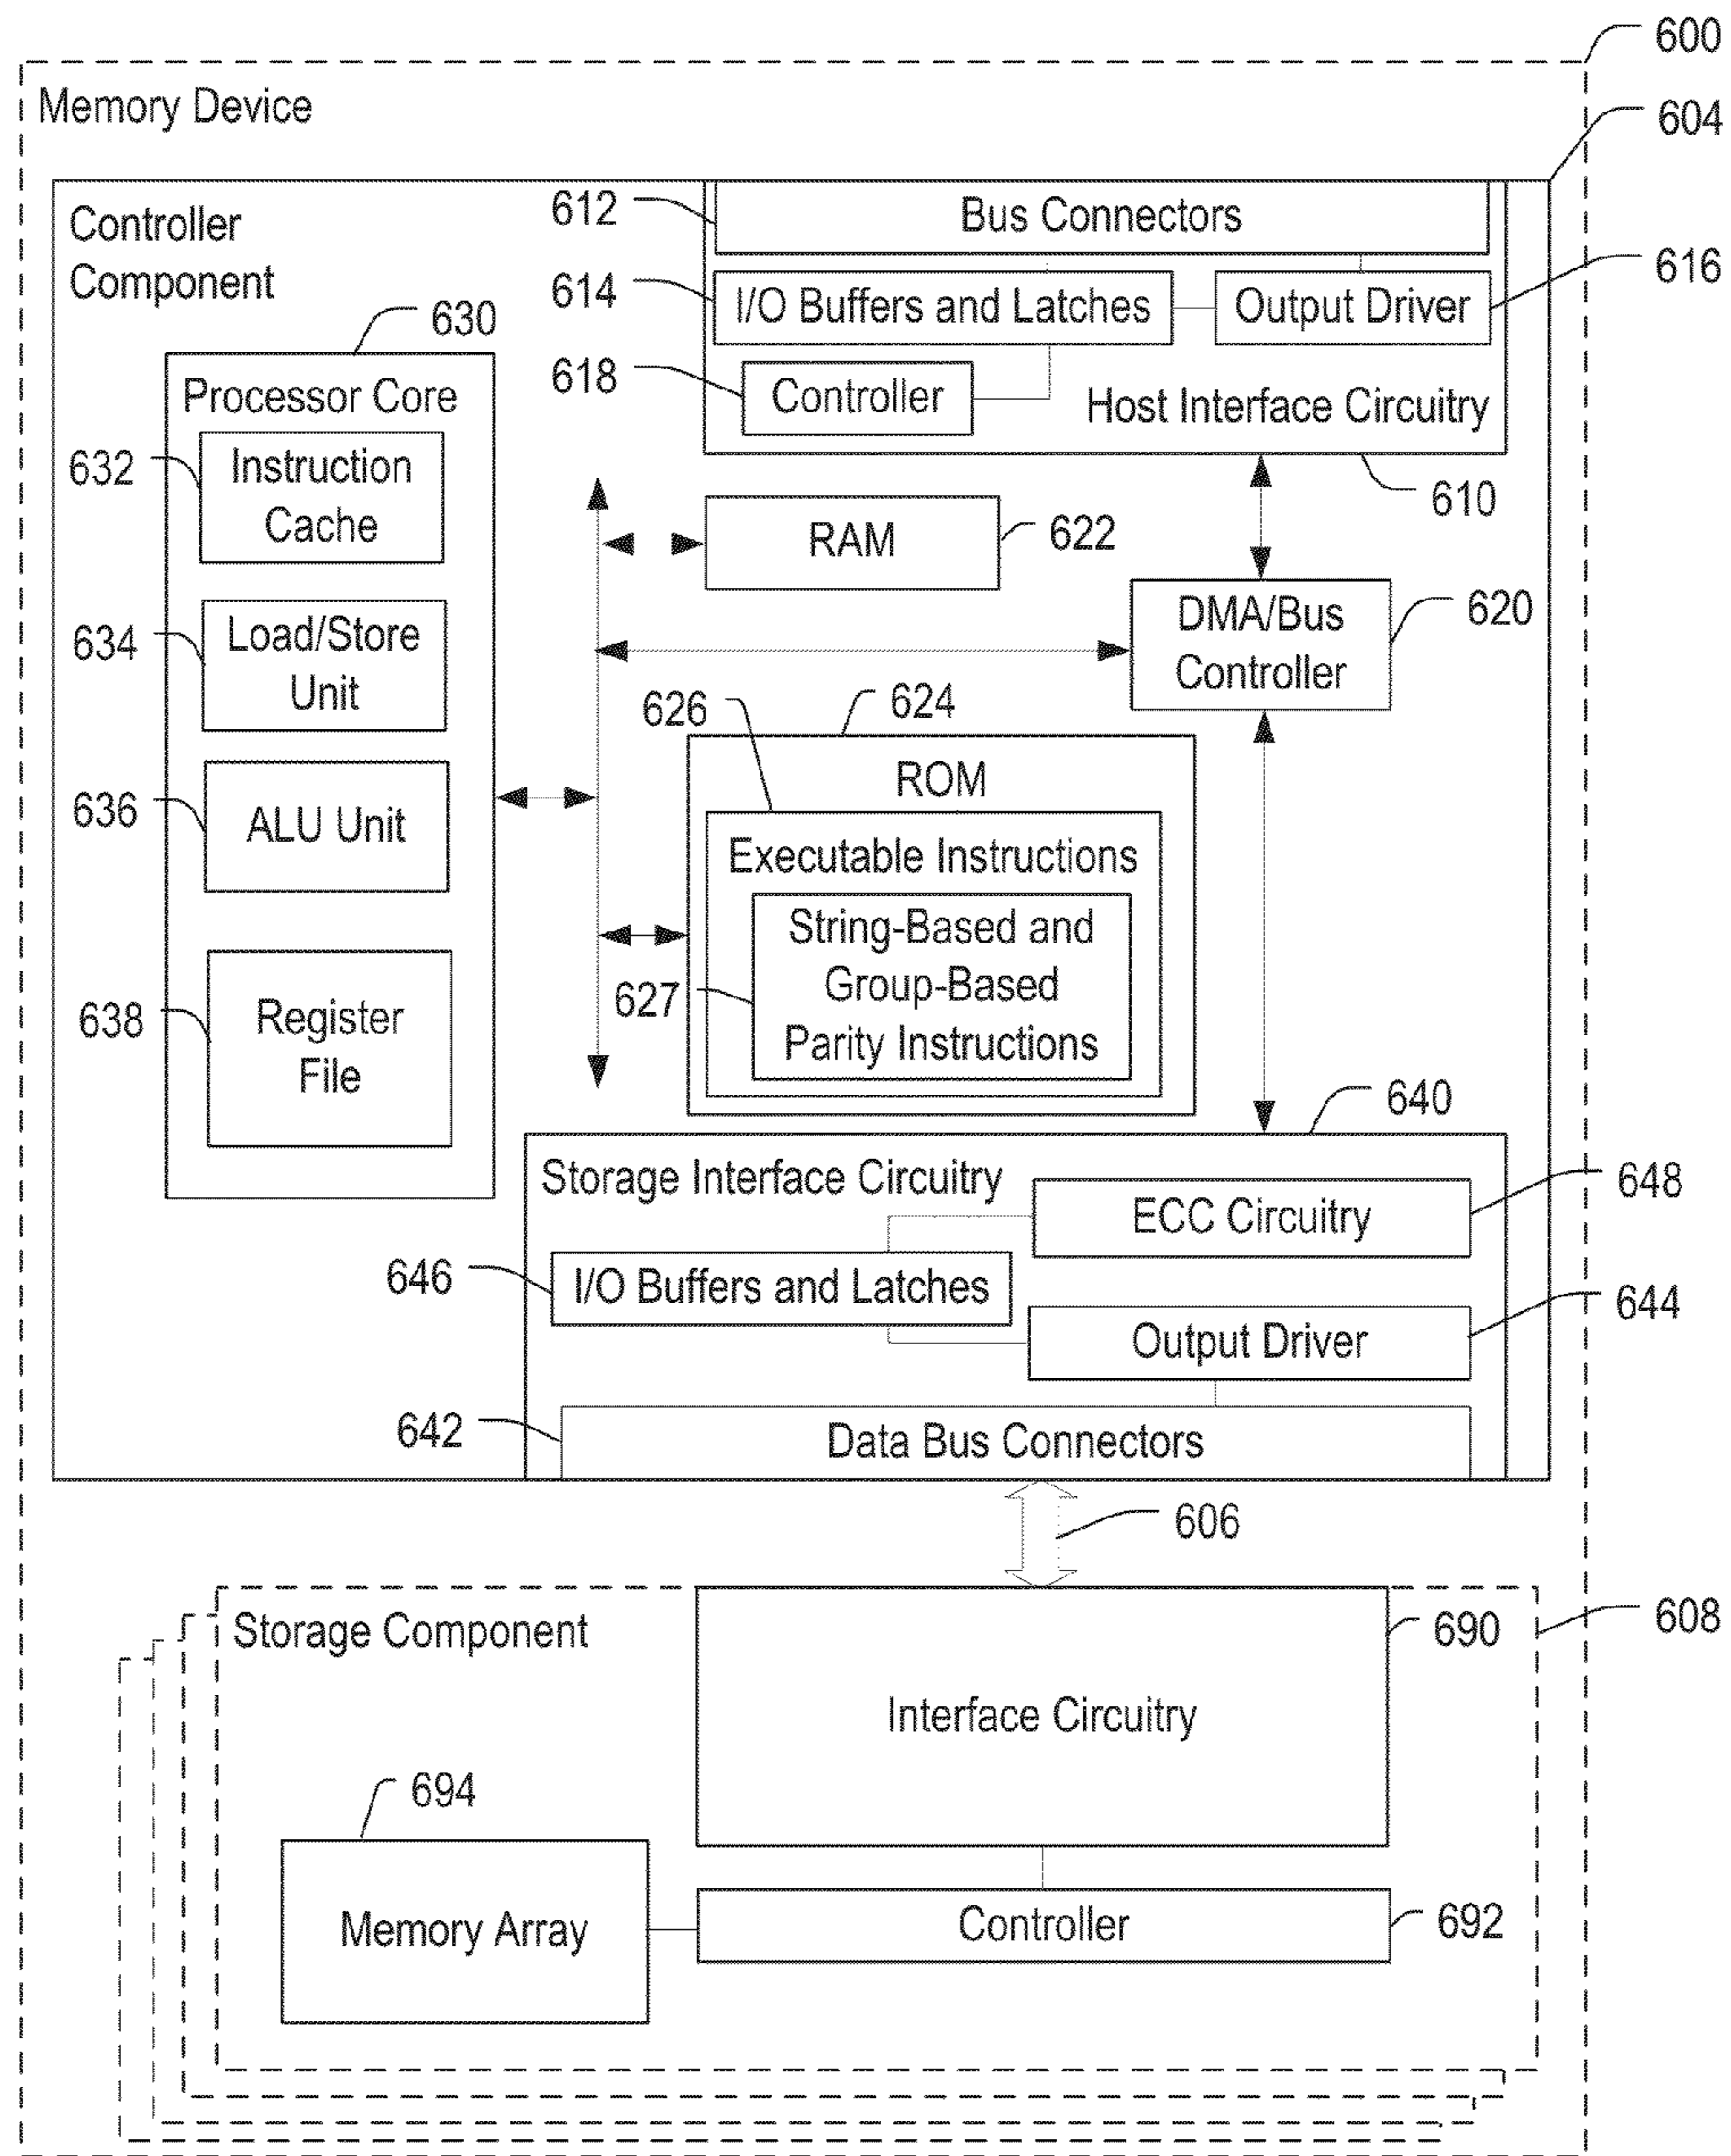 600
Memory Device
604
Controller
Component
612
Bus Connectors
614
I/O Buffers and Latches
Output Driver
616
618
Controller
Host Interface Circuitry
610
630
Processor Core
632
Instruction
Cache
634
Load/Store
Unit
636
ALU Unit
638
Register
File
RAM
622
DMA/Bus
Controller
620
626
624
ROM
Executable Instructions
627
String-Based and
Group-Based
Parity Instructions
640
Storage Interface Circuitry
ECC Circuitry
648
646
I/O Buffers and Latches
Output Driver
644
642
Data Bus Connectors
606
608
Storage Component
690
Interface Circuitry
694
Memory Array
Controller
692